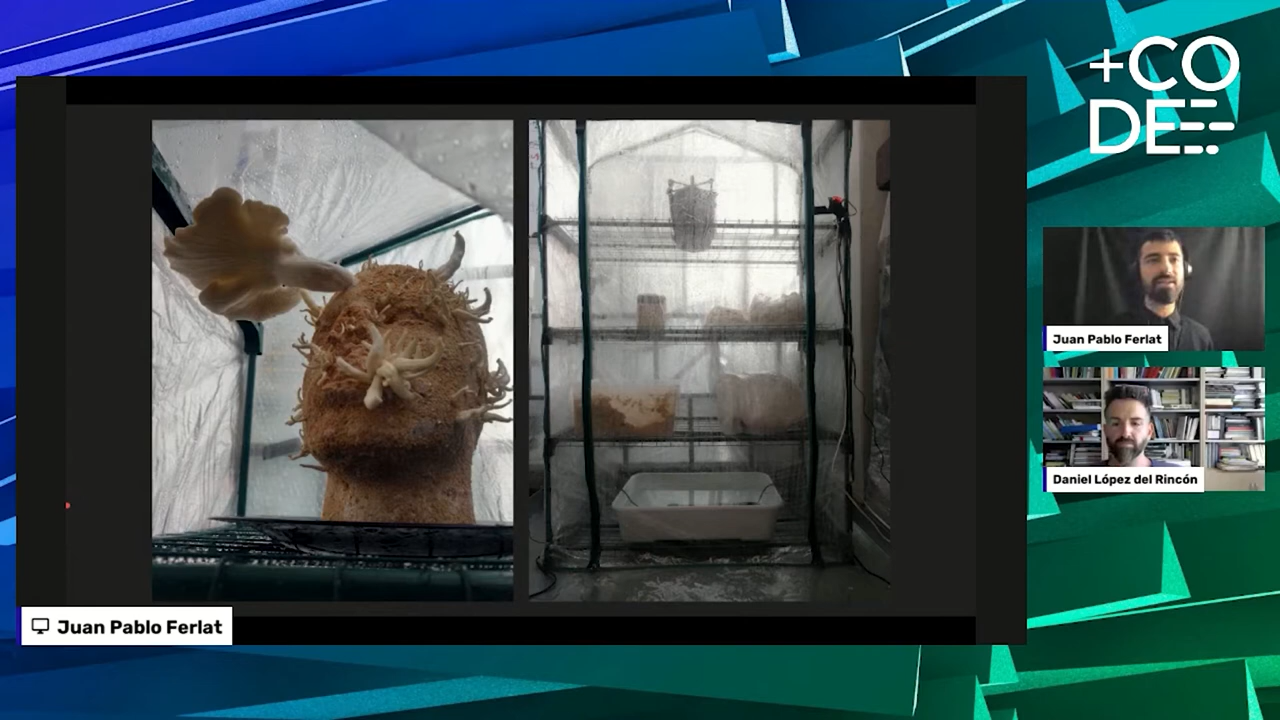 +CO
DE
Juan Pablo Ferlat
Daniel López del Rincón
Juan Pablo Ferlat